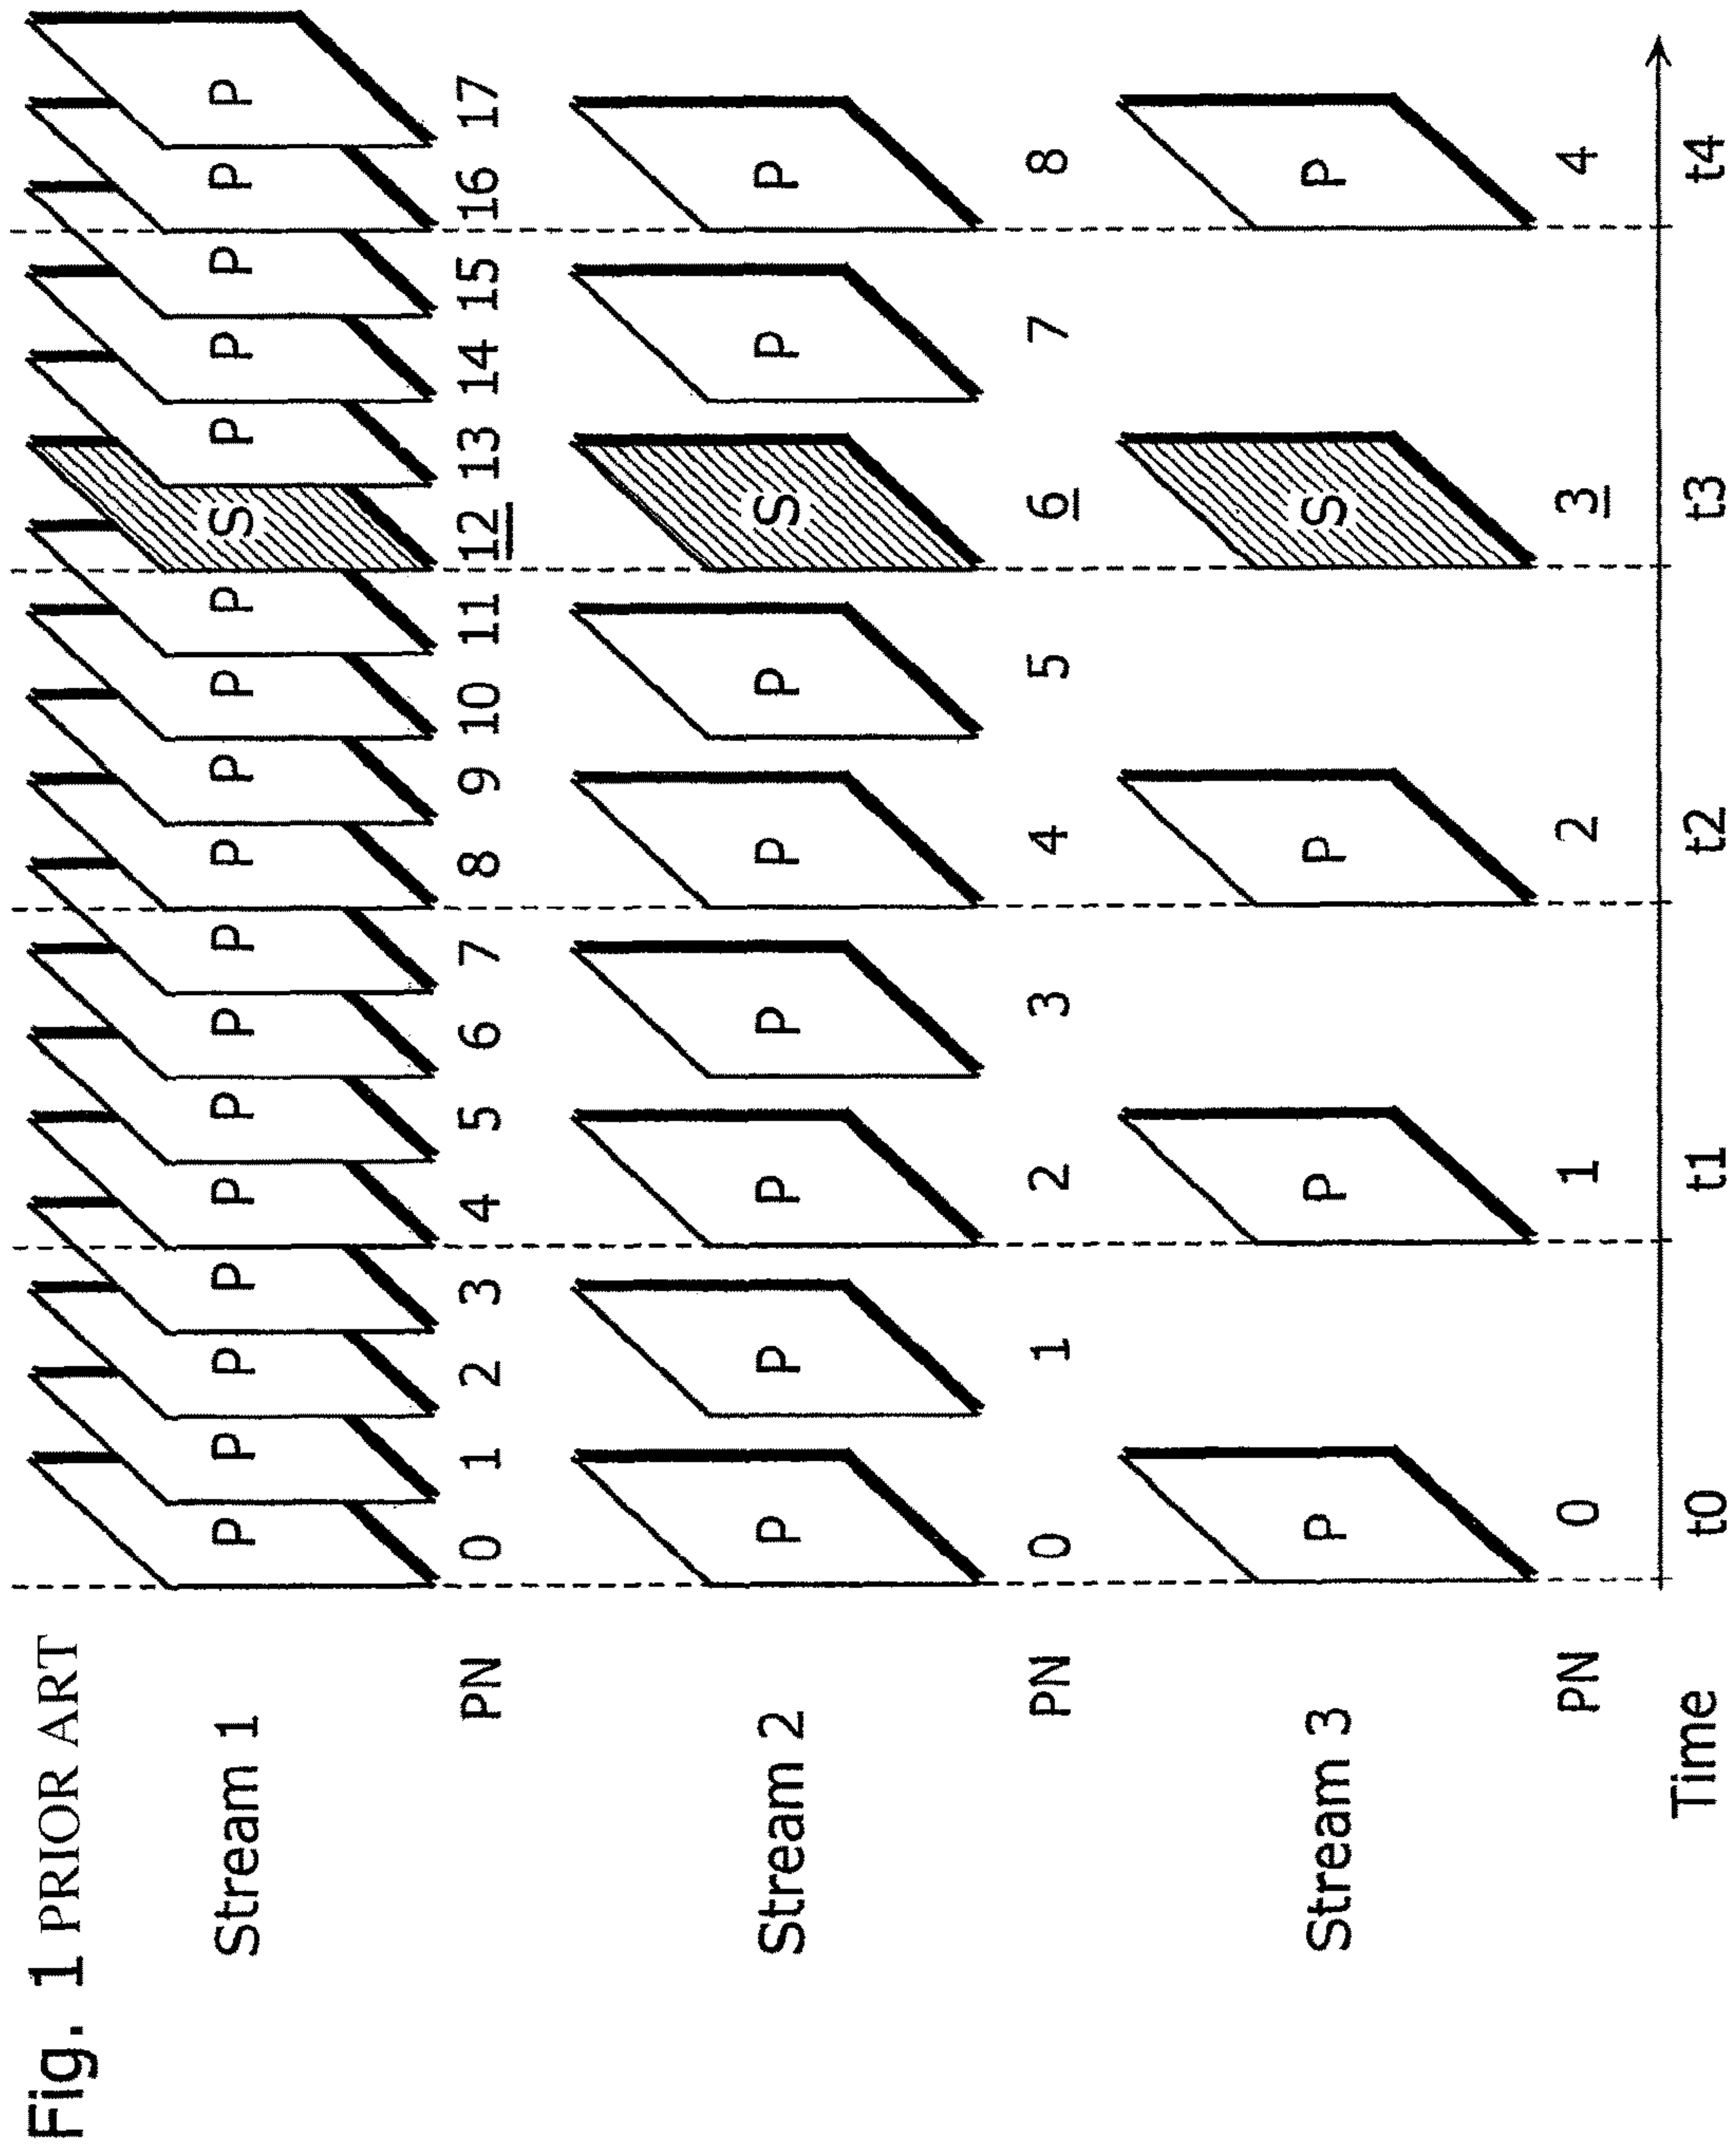 Fig. 1 PRIOR ART
Stream 1 P P P P P P P P P P P P S P P P P P
PN 0 1 2 3 4 5 6 7 8 9 10 11 12 13 14 15 16 17
Stream 2 P P P P P P S P P
PN 0 1 2 3 4 5 6 7 8
Stream 3 P P P S P
PN 0 1 2 3 4
Time t0 t1 t2 t3 t4